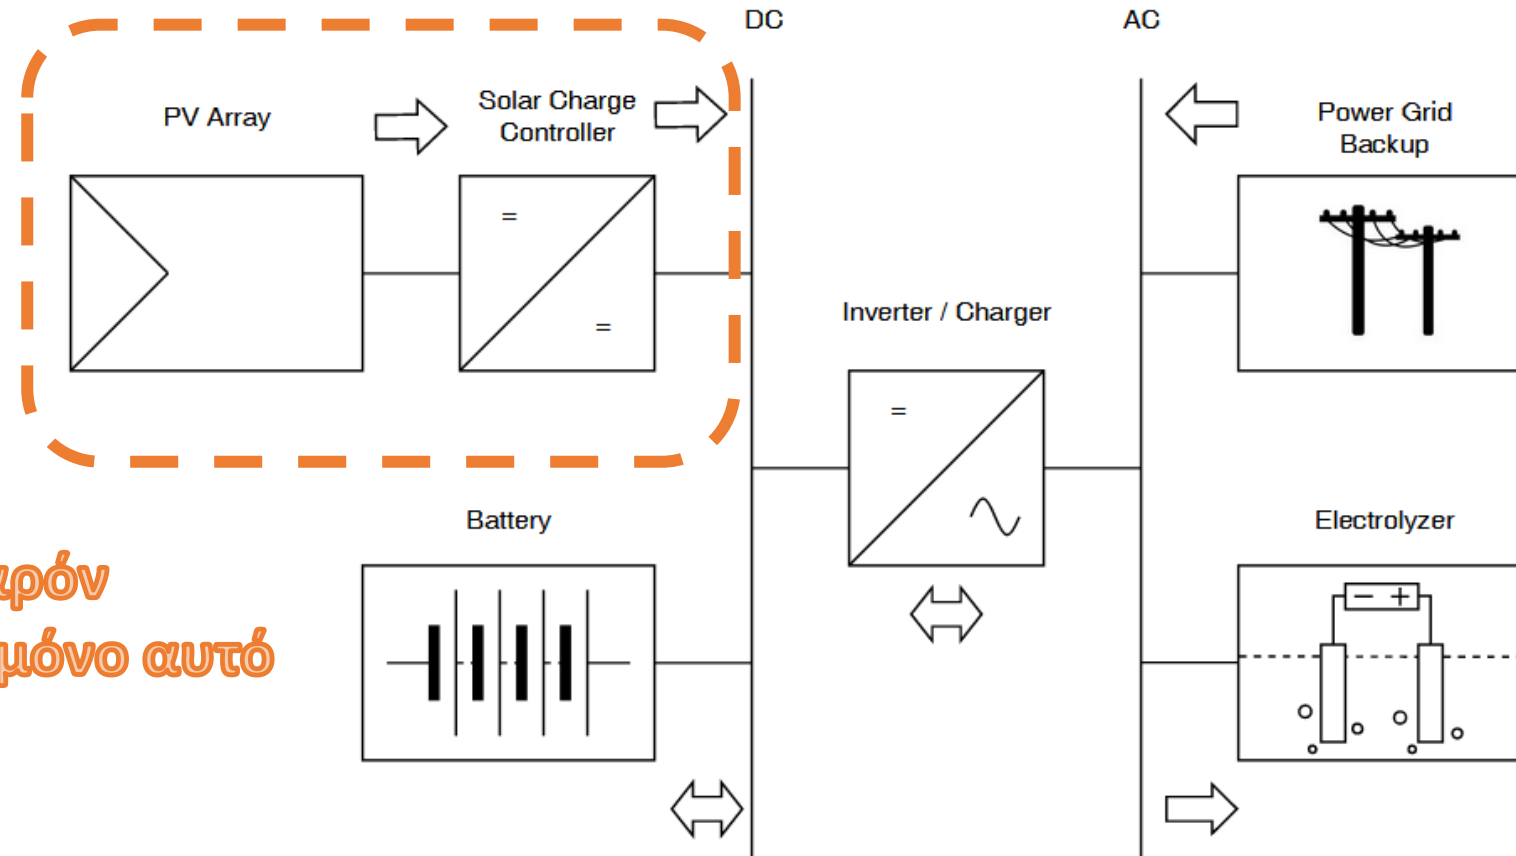 DC
AC
PV Array
Solar Charge
Controller
Power Grid
Backup
=
=
Inverter / Charger
=
Battery
Electrolyzer
− +
μόνο αυτό